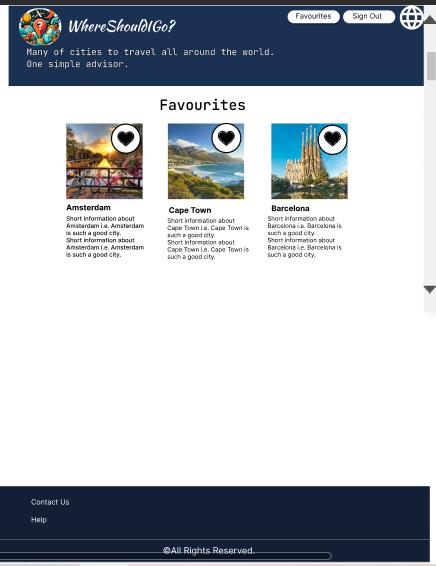 WhereShouldIGo?
Favourites
Sign Out
Many of cities to travel all around the world.
One simple advisor.
Favourites
Amsterdam
Short information about
Amsterdam i.e. Amsterdam
is such a good city.
Short Information about
Amsterdam i.e. Amsterdam
is such a good city.
Cape Town
Short information about
Cape Town i.e. Cape Town is
such a good city.
Short Information about
Cape Town i.e. Cape Town is
such a good city.
Barcelona
Short information about
Barcelona i.e. Barcelona is
such a good city.
Short Information about
Barcelona i.e. Barcelona is
such a good city.
Contact Us
Help
©All Rights Reserved.